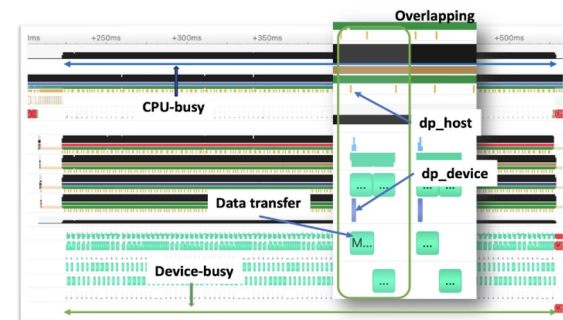 Overlapping
ms
+250ms
+300ms
+350ms
+500ms
CPU-busy
dp_host
... ...
dp_device
Data transfer
M...
...
Device-busy
...
...